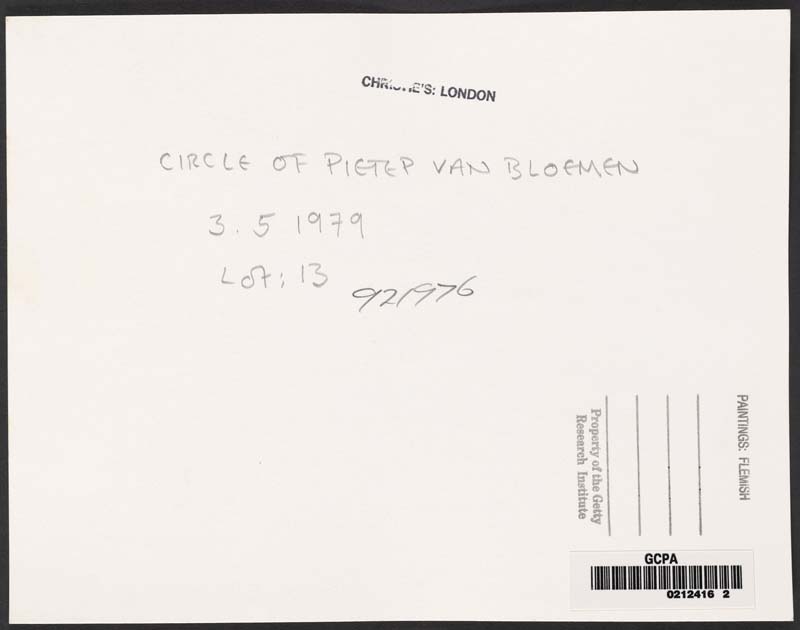 CHRISTIE'S: LONDON
CIRCLE OF PIETER VAN BLOEMEN
3.5 1979
Lot: 13
921976
PAINTINGS: FLEMISH
Property of the Getty
Research Institute
GCPA
0212416 2